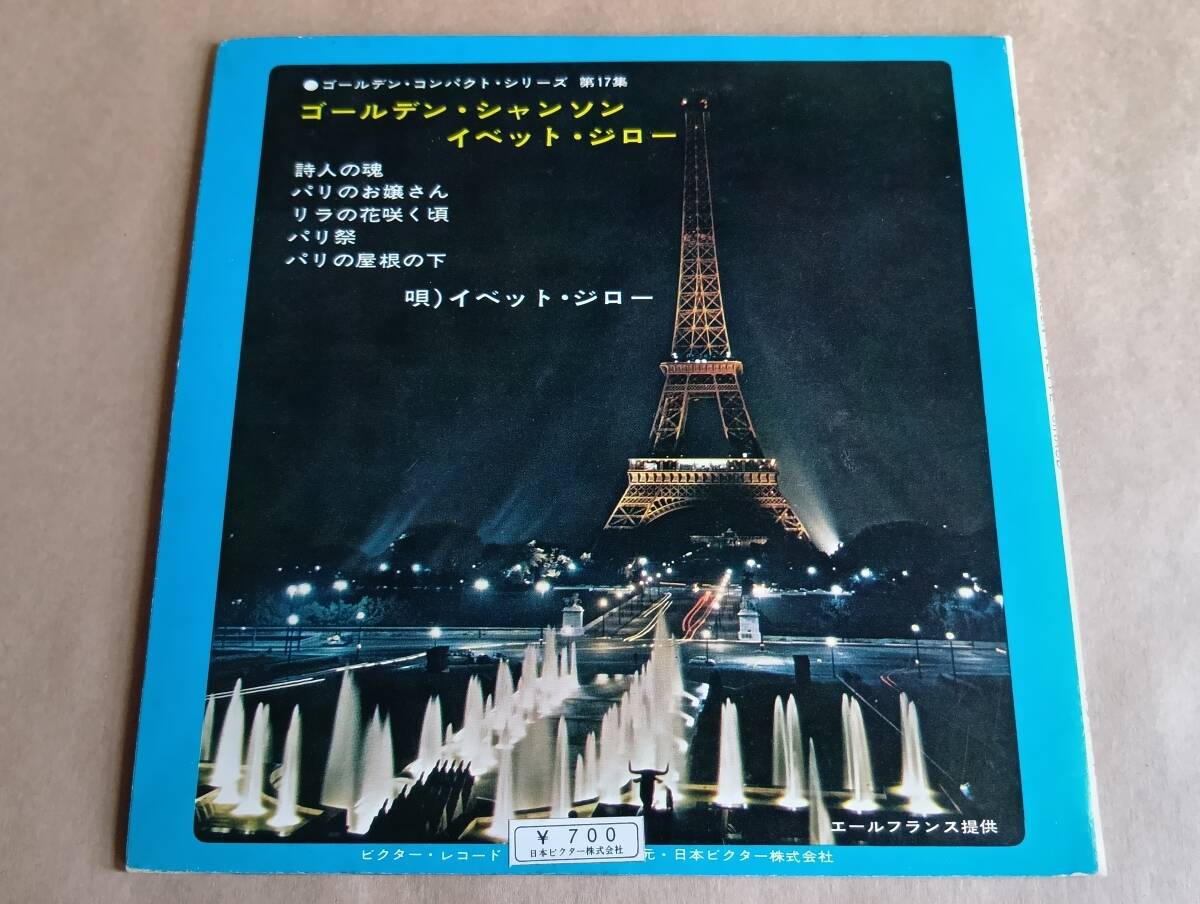 ●ゴールデン・コンパクト・シリーズ 第17集
ゴールデン・シャンソン
イベット・ジロー
詩人の魂
パリのお嬢さん
リラの花咲く頃
パリ祭
パリの屋根の下
唄)イベット・ジロー
エールフランス提供
¥ 700
日本ビクター株式会社
ビクター・レコード 元・日本ビクター株式会社